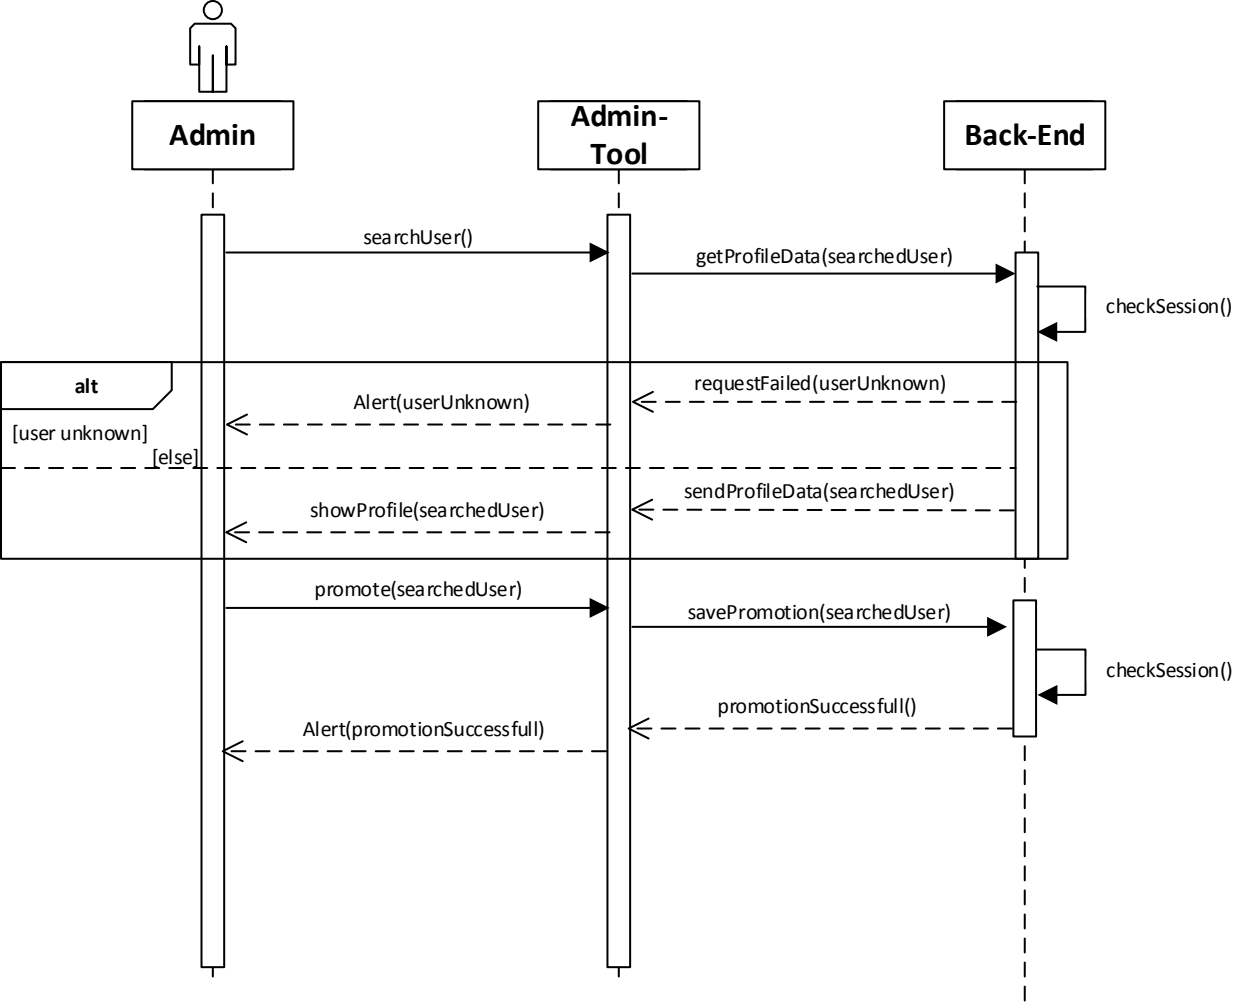 Admin
Admin-
Tool
Back-End
searchUser()
getProfileData(searchedUser)
checkSession()
alt
requestFailed(userUnknown)
Alert(userUnknown)
[user unknown]
[else]
sendProfileData(searchedUser)
showProfile(searchedUser)
promote(searchedUser)
savePromotion(searchedUser)
checkSession()
promotionSuccessfull()
Alert(promotionSuccessfull)